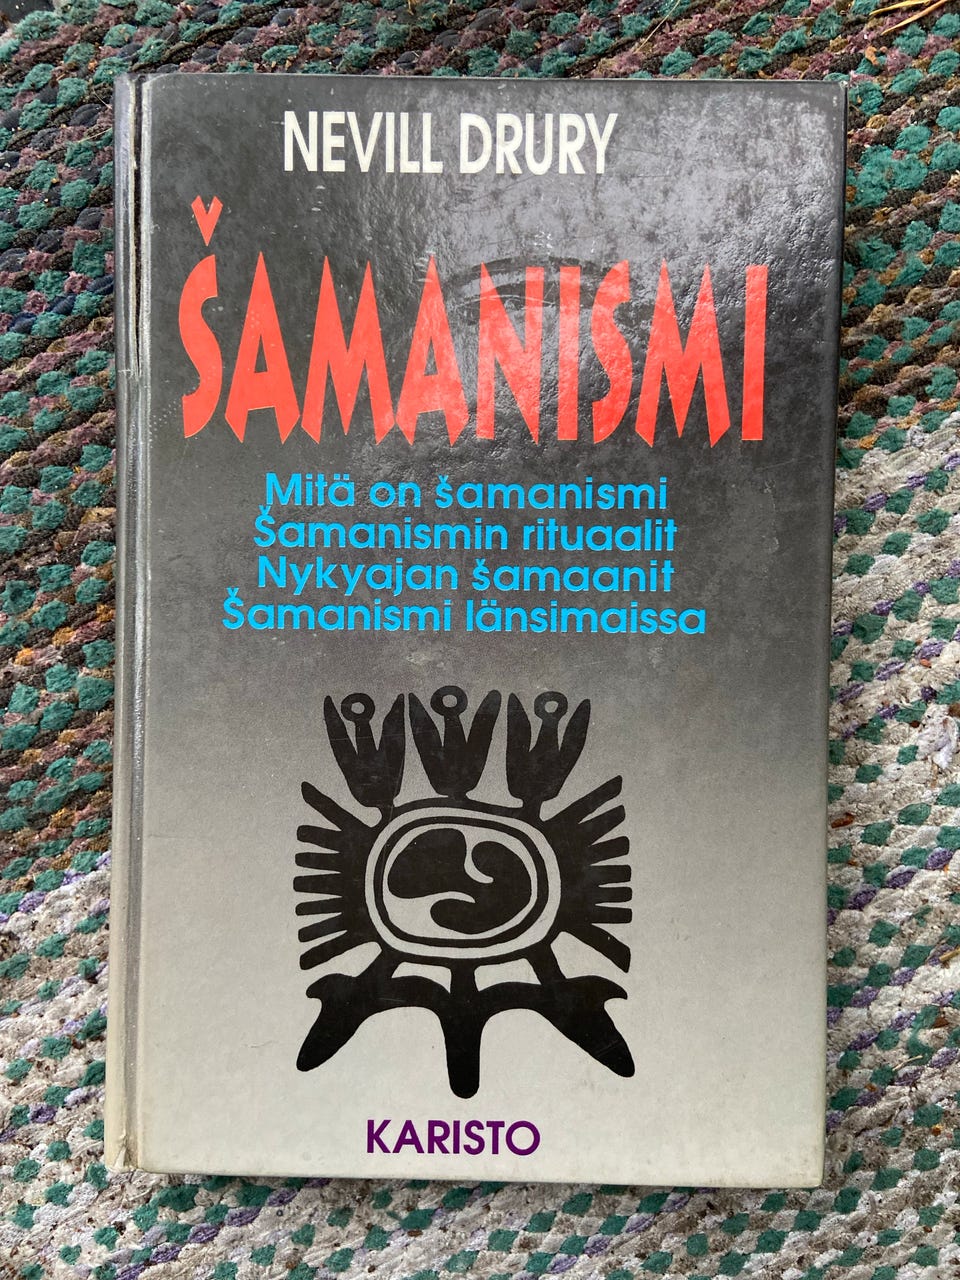 NEVILL DRURY
ŠAMANISMI
Mitä on šamanismi
Šamanismin rituaalit
Nykyajan šamaanit
Šamanismi länsimaissa
KARISTO